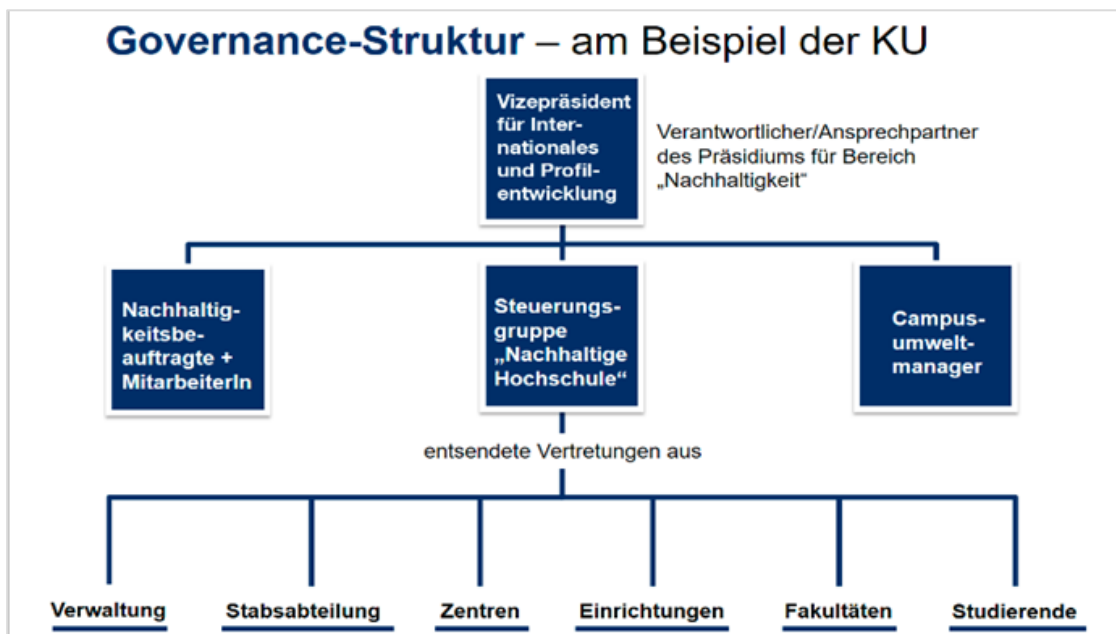 Governance-Struktur – am Beispiel der KU
Vizepräsident
für Inter-
nationales
und Profil-
entwicklung
Verantwortlicher/Ansprechpartner
des Präsidiums für Bereich
„Nachhaltigkeit“
Nachhaltig-
keitsbe-
auftragte +
MitarbeiterIn
Steuerungs-
gruppe
„Nachhaltige
Hochschule“
Campus-
umwelt-
manager
entsendete Vertretungen aus
Verwaltung
Stabsabteilung
Zentren
Einrichtungen
Fakultäten
Studierende